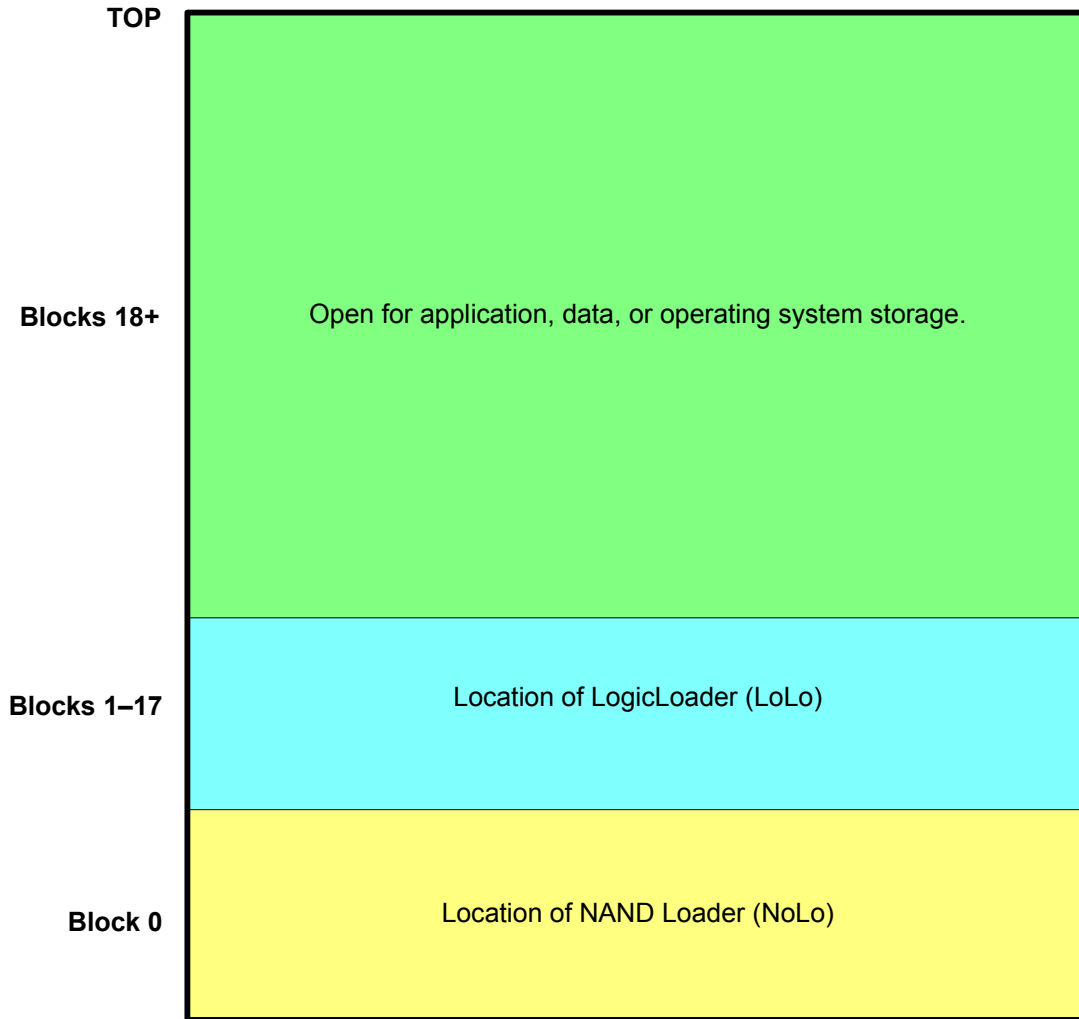 TOP
Blocks 18+
Open for application, data, or operating system storage.
Blocks 1–17
Location of LogicLoader (LoLo)
Block 0
Location of NAND Loader (NoLo)